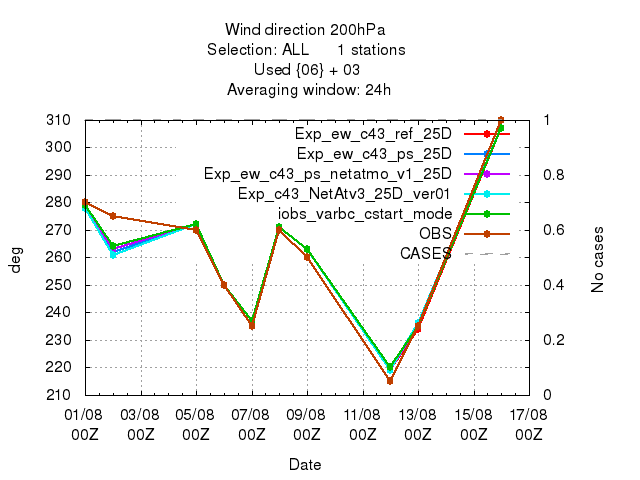 Wind direction 200hPa
Selection: ALL 1 stations
Used {06} + 03
Averaging window: 24h
310 1
Exp_ew_c43_ref_25D
300
Exp_ew_c43_ps_25D
290 0.8
Exp_ew_c43_ps_netatmo_v1_25D
280
Exp_c43_NetAtv3_25D_ver01
iobs_varbc_cstart_mode
270 0.6
OBS
260
CASES
deg
No cases
250 0.4
240
230 0.2
220
210 0
01/08 03/08 05/08 07/08 09/08 11/08 13/08 15/08 17/08
00Z 00Z 00Z 00Z 00Z 00Z 00Z 00Z 00Z
Date